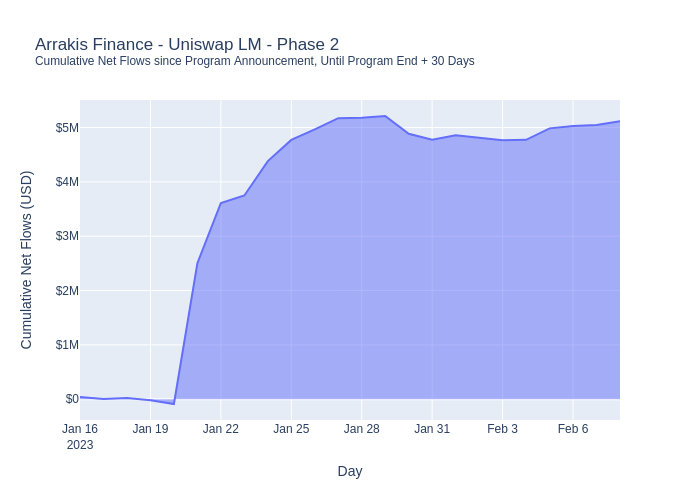 Arrakis Finance - Uniswap LM - Phase 2
Cumulative Net Flows since Program Announcement, Until Program End + 30 Days
Cumulative Net Flows (USD)
$5M
$4M
$3M
$2M
$1M
$0
Jan 16 Jan 19 Jan 22 Jan 25 Jan 28 Jan 31 Feb 3 Feb 6
2023
Day